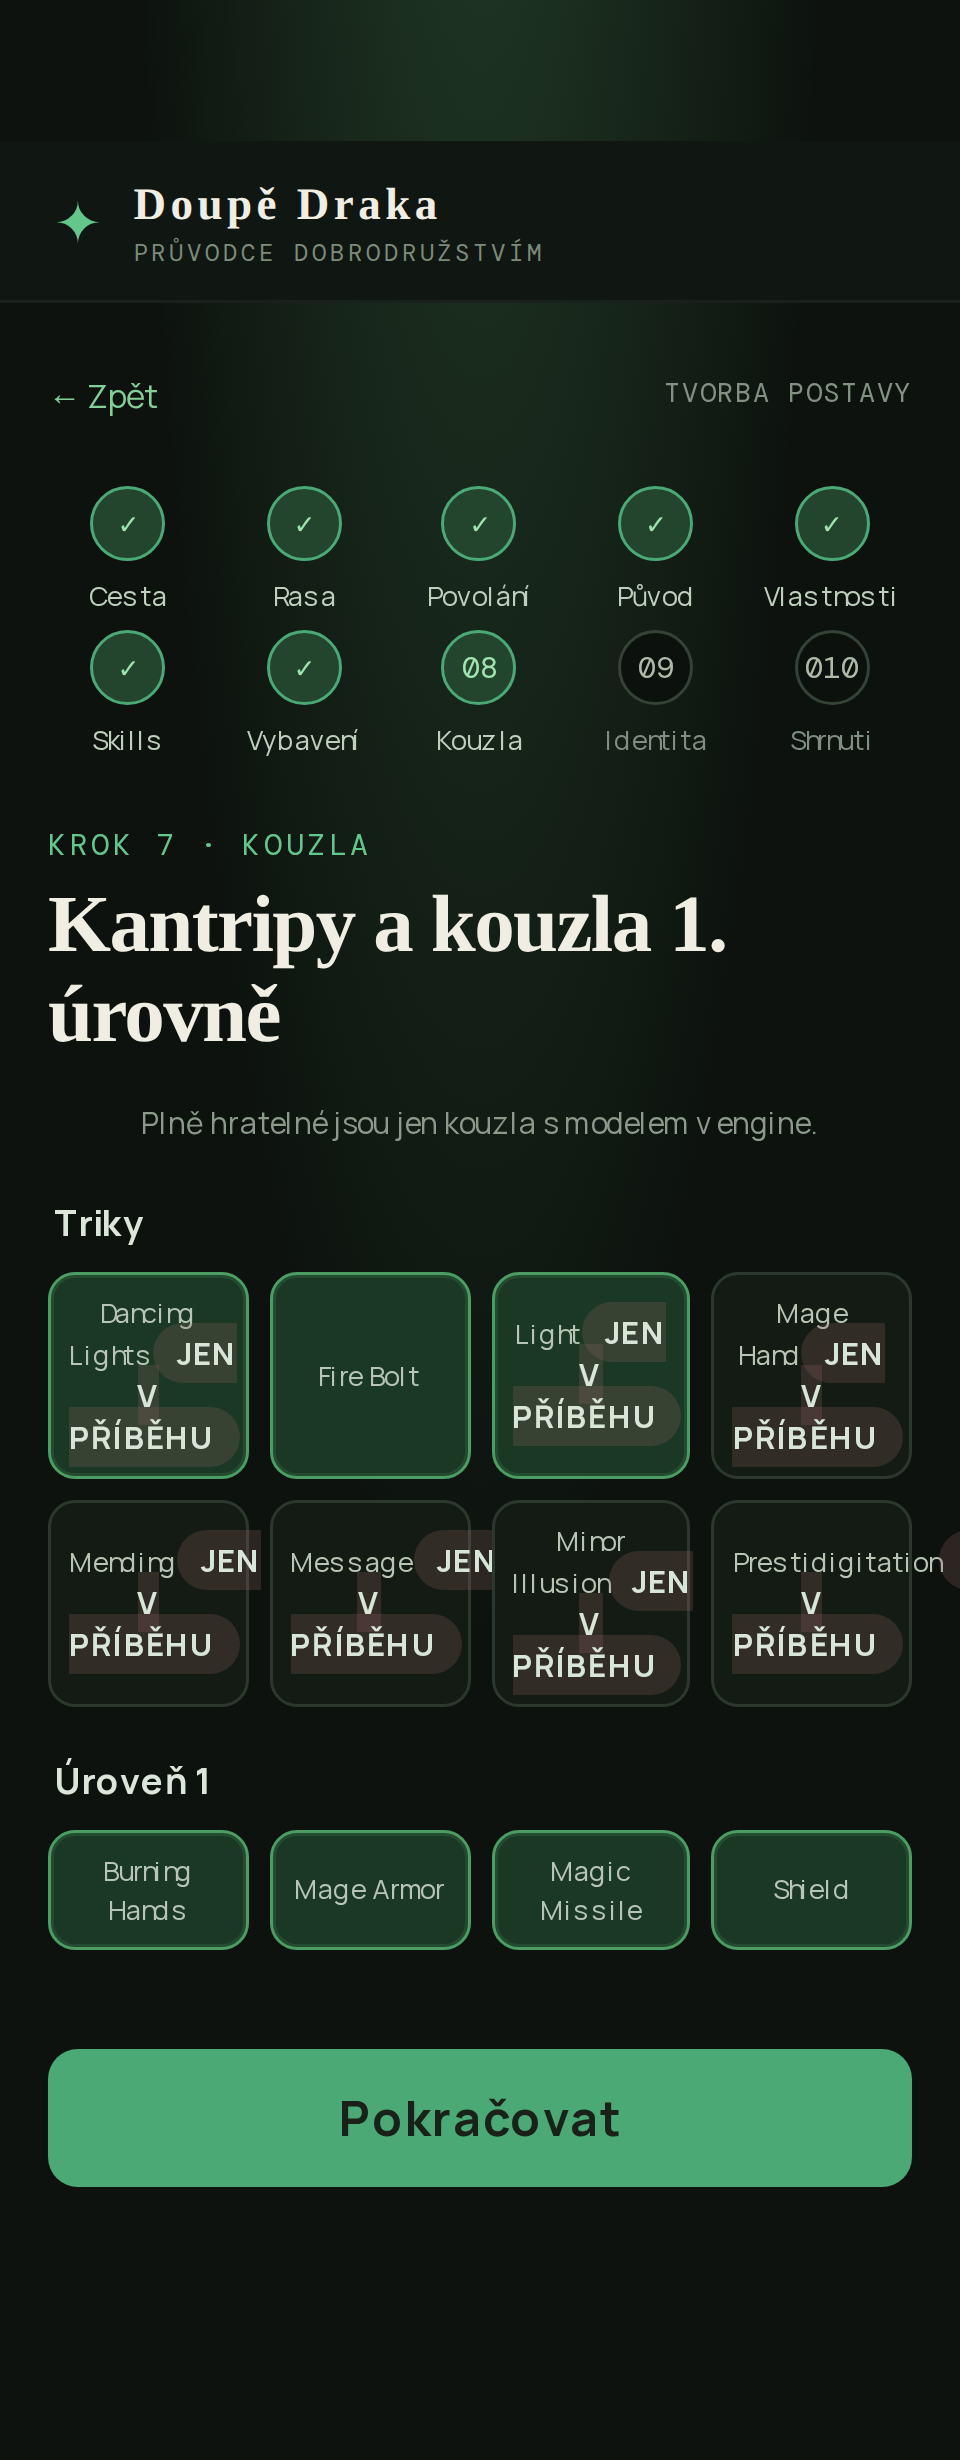 Doupě Draka
PRŮVODCE DOBRODRUŽSTVÍM
← Zpět
TVORBA POSTAVY
✓ ✓ ✓ ✓ ✓
Cesta Rasa Povolání Původ Vlastnosti
✓ ✓ 08 09 010
Skills Vybavení Kouzla Identita Shrnuti
KROK 7 · KOUZLA
Kantripy a kouzla 1.
úrovně
Plně hratelné jsou jen kouzla s modelem v engine.
Triky
Dancing
Lights JEN
V
PŘÍBĚHU
Fire Bolt
Light JEN
V
PŘÍBĚHU
Mage
Hand JEN
V
PŘÍBĚHU
Mending JEN
V
PŘÍBĚHU
Message JEN
V
PŘÍBĚHU
Minor
Illusion JEN
V
PŘÍBĚHU
Prestidigitation
V
PŘÍBĚHU
Úroveň 1
Burning
Hands
Mage Armor
Magic
Missile
Shield
Pokračovat